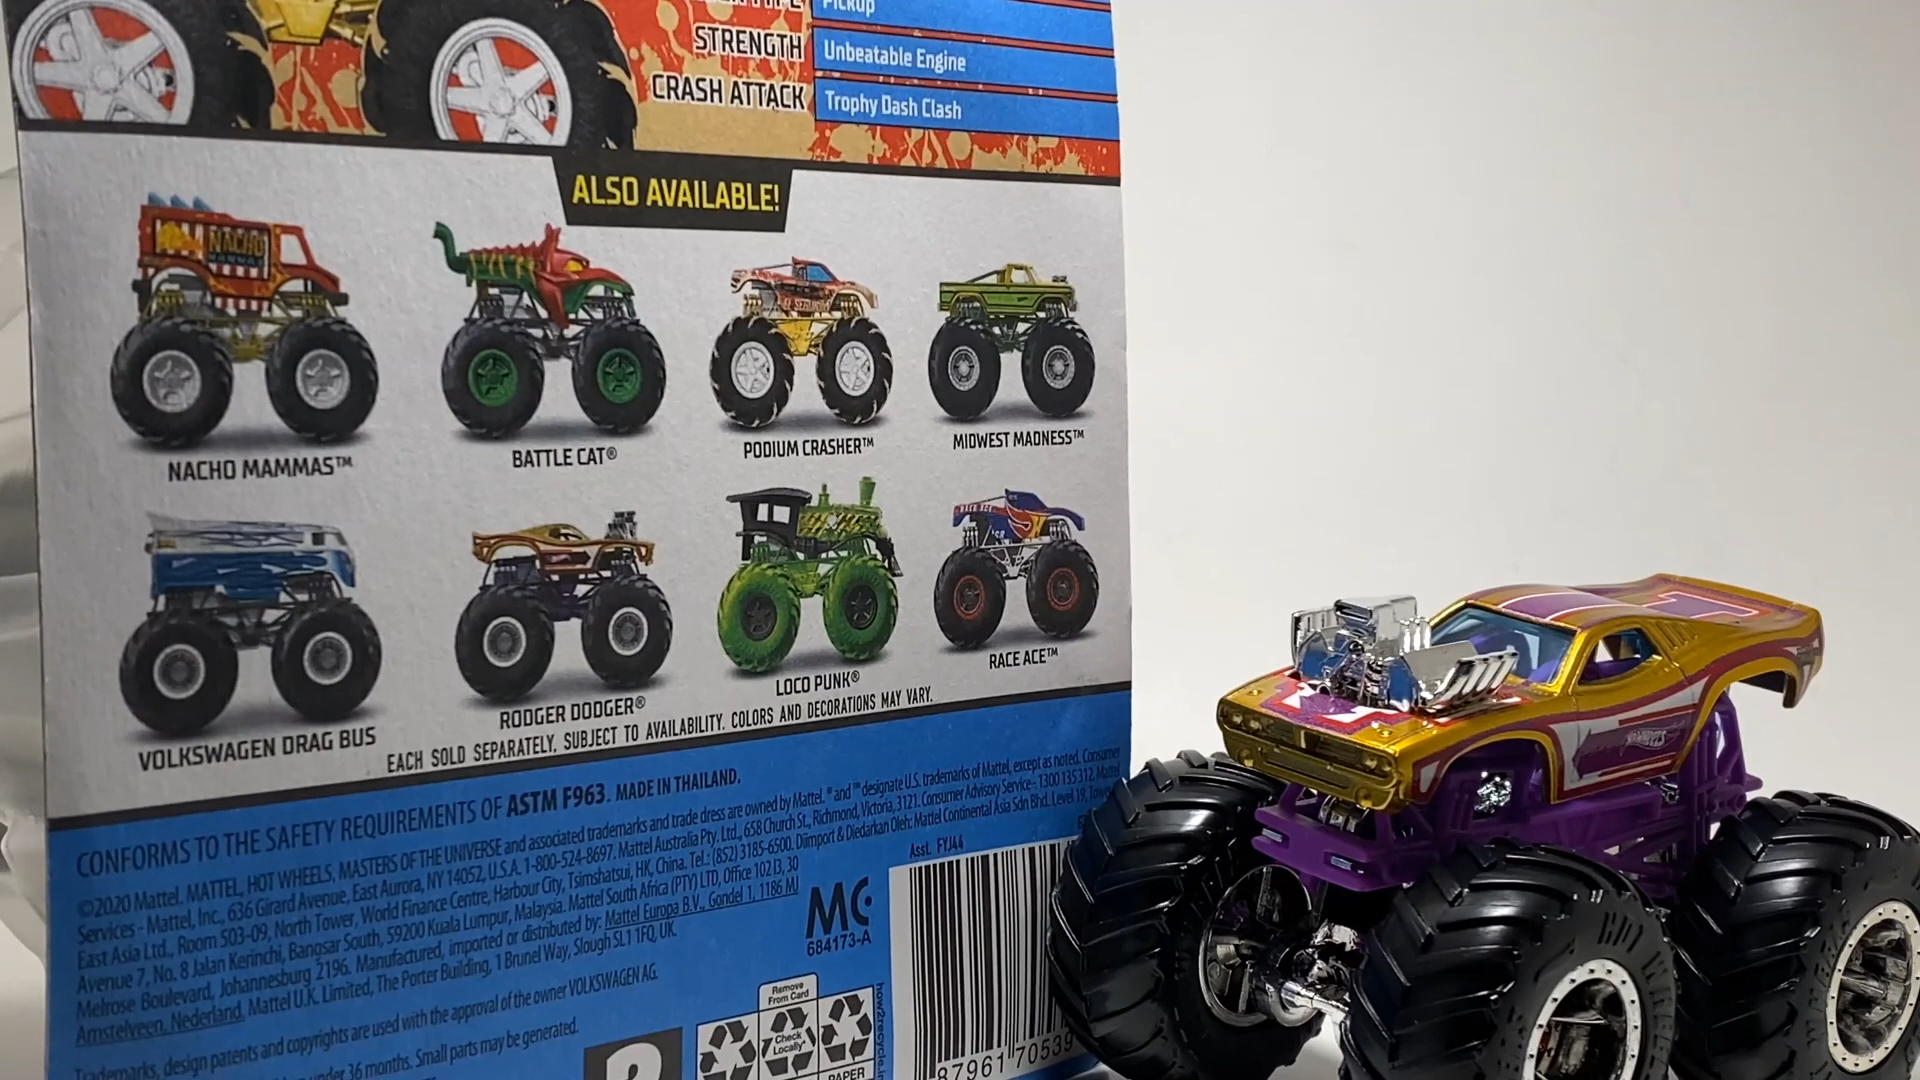 Pickup
STRENGTH
Unbeatable Engine
CRASH ATTACK
Trophy Dash Clash
ALSO AVAILABLE!
NACHO
NACHO MAMMAS™
BATTLE CAT®
PODIUM CRASHER™
MIDWEST MADNESS™
RACE ACE
VOLKSWAGEN DRAG BUS
RODGER DODGER®
LOCO PUNK®
RACE ACE™
EACH SOLD SEPARATELY. SUBJECT TO AVAILABILITY. COLORS AND DECORATIONS MAY VARY.
CONFORMS TO THE SAFETY REQUIREMENTS OF ASTM F963. MADE IN THAILAND.
©2020 Mattel. MATTEL, HOT WHEELS, MASTERS OF THE UNIVERSE and associated trademarks and trade dress are owned by Mattel. ® and ™ designate U.S. trademarks of Mattel, except as noted. Consumer
Services - Mattel, Inc., 636 Girard Avenue, East Aurora, NY 14052, U.S.A. 1-800-524-8697. Mattel Australia Pty. Ltd., 658 Church St., Richmond, Victoria, 3121. Consumer Advisory Service - 1300 135 312. Mattel
East Asia Ltd., Room 503-09, North Tower, World Finance Centre, Harbour City, Tsimshatsui, HK, China. Tel.: (852) 3185-6500. Diimport & Diedarkan Oleh: Mattel Continental Asia Sdn Bhd. Level 19, Tower
Avenue 7, No. 8 Jalan Kerinchi, Bangsar South, 59200 Kuala Lumpur, Malaysia. Mattel South Africa (PTY) LTD, Office 102 I3, 30
Melrose Boulevard, Johannesburg 2196. Manufactured, imported or distributed by: Mattel Europa B.V., Gondel 1, 1186 MJ
Amstelveen, Nederland. Mattel U.K. Limited, The Porter Building, 1 Brunel Way, Slough SL1 1FQ, UK.
Trademarks, design patents and copyrights are used with the approval of the owner VOLKSWAGEN AG.
under 36 months. Small parts may be generated.
MC
684173-A
Asst. FYJ44
87961 70539
Remove
From Card
Check
Locally*
PAPER
how2recycle.in